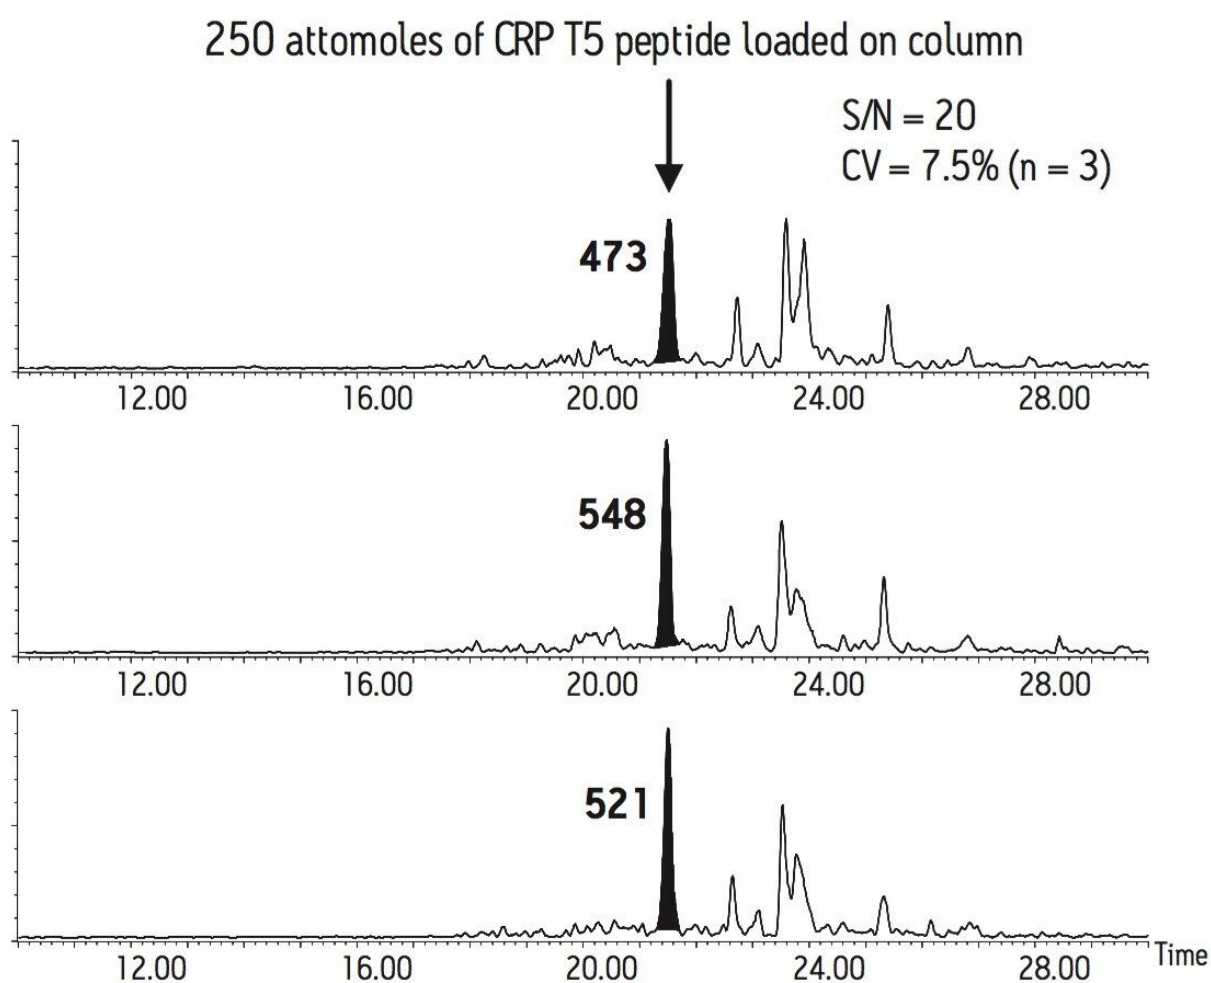 250 attomoles of CRP T5 peptide loaded on column
S/N = 20
CV = 7.5% (n = 3)
473
12.00 16.00 20.00 24.00 28.00
548
12.00 16.00 20.00 24.00 28.00
521
Time
12.00 16.00 20.00 24.00 28.00